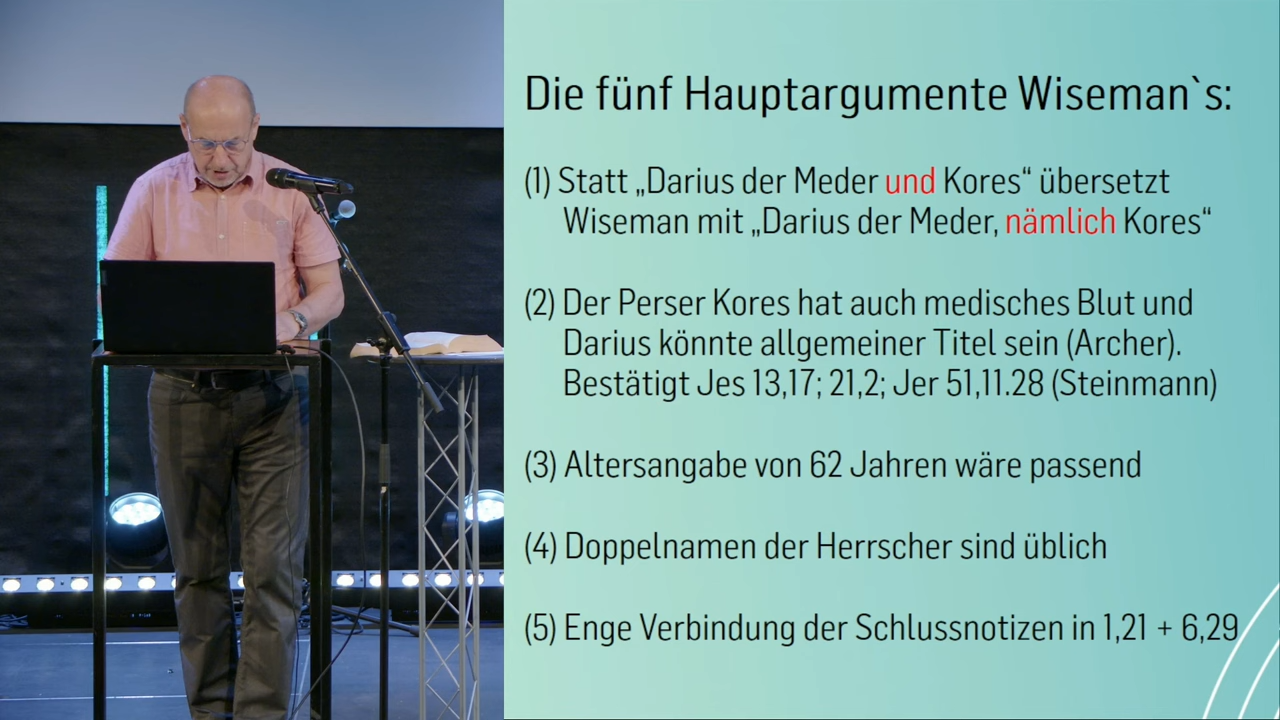 Die fünf Hauptargumente Wiseman`s:
(1) Statt „Darius der Meder und Kores“ übersetzt
Wiseman mit „Darius der Meder, nämlich Kores“
(2) Der Perser Kores hat auch medisches Blut und
Darius könnte allgemeiner Titel sein (Archer).
Bestätigt Jes 13,17; 21,2; Jer 51,11.28 (Steinmann)
(3) Altersangabe von 62 Jahren wäre passend
(4) Doppelnamen der Herrscher sind üblich
(5) Enge Verbindung der Schlussnotizen in 1,21 + 6,29